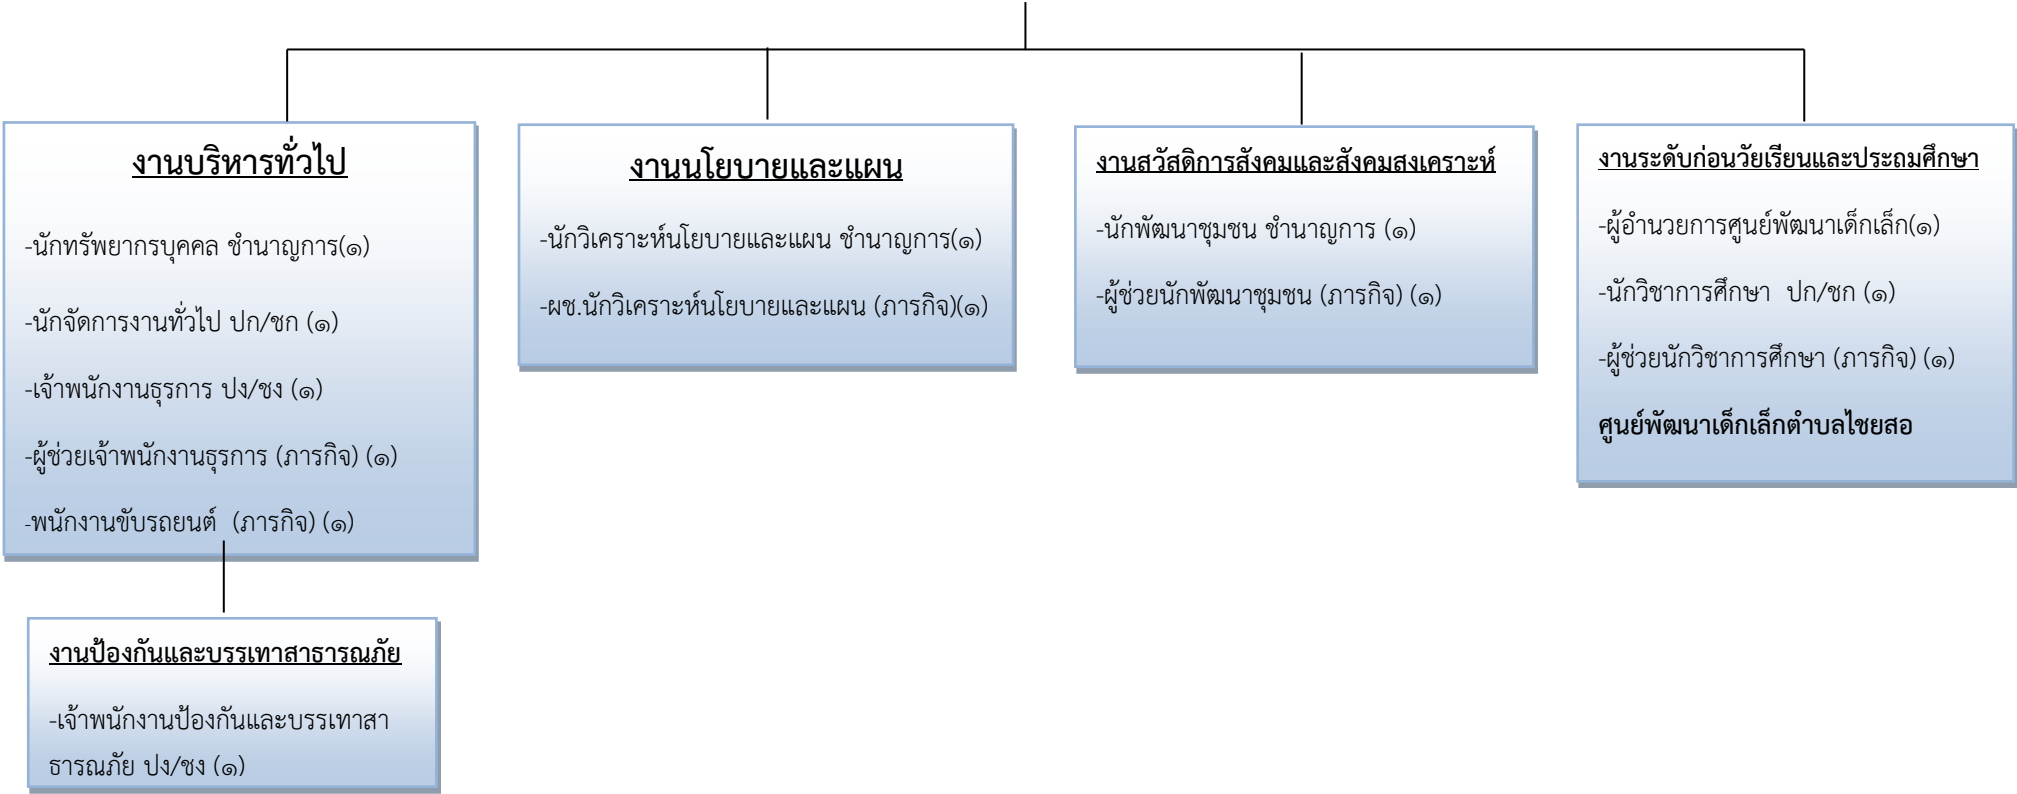 งานบริหารทั่วไป
-นักทรัพยากรบุคคล ชำนาญการ(๑)
-นักจัดการงานทั่วไป ปก/ชก (๑)
-เจ้าพนักงานธุรการ ปง/ชง (๑)
-ผู้ช่วยเจ้าพนักงานธุรการ (ภารกิจ) (๑)
-พนักงานขับรถยนต์ (ภารกิจ) (๑)
งานป้องกันและบรรเทาสาธารณภัย
-เจ้าพนักงานป้องกันและบรรเทาสา
ธารณภัย ปง/ชง (๑)
งานนโยบายและแผน
-นักวิเคราะห์นโยบายและแผน ชำนาญการ(๑)
-ผช.นักวิเคราะห์นโยบายและแผน (ภารกิจ)(๑)
งานสวัสดิการสังคมและสังคมสงเคราะห์
-นักพัฒนาชุมชน ชำนาญการ (๑)
-ผู้ช่วยนักพัฒนาชุมชน (ภารกิจ) (๑)
งานระดับก่อนวัยเรียนและประถมศึกษา
-ผู้อำนวยการศูนย์พัฒนาเด็กเล็ก(๑)
-นักวิชาการศึกษา ปก/ชก (๑)
-ผู้ช่วยนักวิชาการศึกษา (ภารกิจ) (๑)
ศูนย์พัฒนาเด็กเล็กตำบลไชยสอ